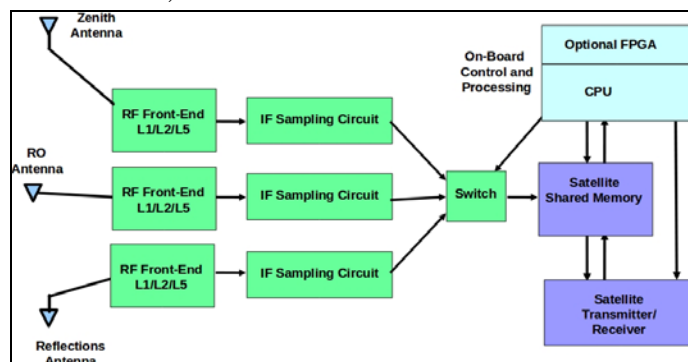 Zenith
Antenna
Optional FPGA
On-Board
Control and
Processing
CPU
RF Front-End
L1/L2/L5
IF Sampling Circuit
RO
Antenna
RF Front-End
L1/L2/L5
IF Sampling Circuit
Switch
Satellite
Shared Memory
RF Front-End
L1/L2/L5
IF Sampling Circuit
Satellite
Transmitter/
Receiver
Reflections
Antenna